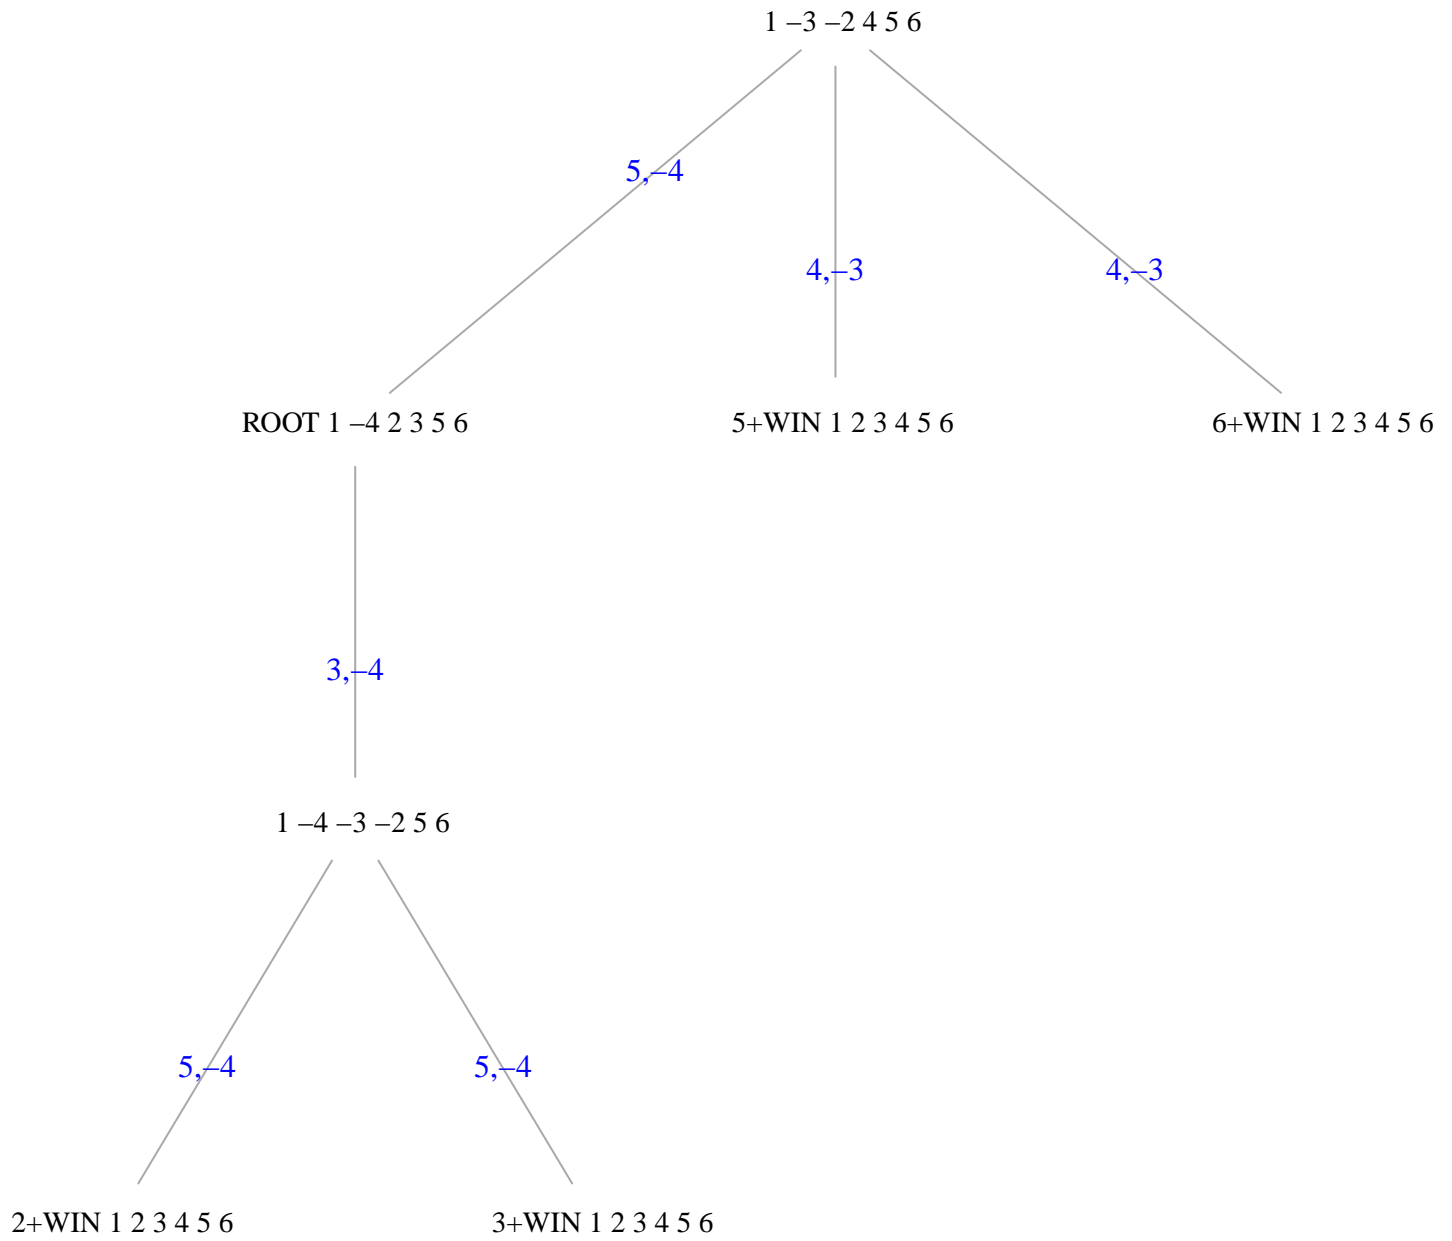 1 –3 –2 4 5 6
5,–4
4,–3
4,–3
ROOT 1 –4 2 3 5 6
5+WIN 1 2 3 4 5 6
6+WIN 1 2 3 4 5 6
3,–4
1 –4 –3 –2 5 6
5,–4
5,–4
2+WIN 1 2 3 4 5 6
3+WIN 1 2 3 4 5 6